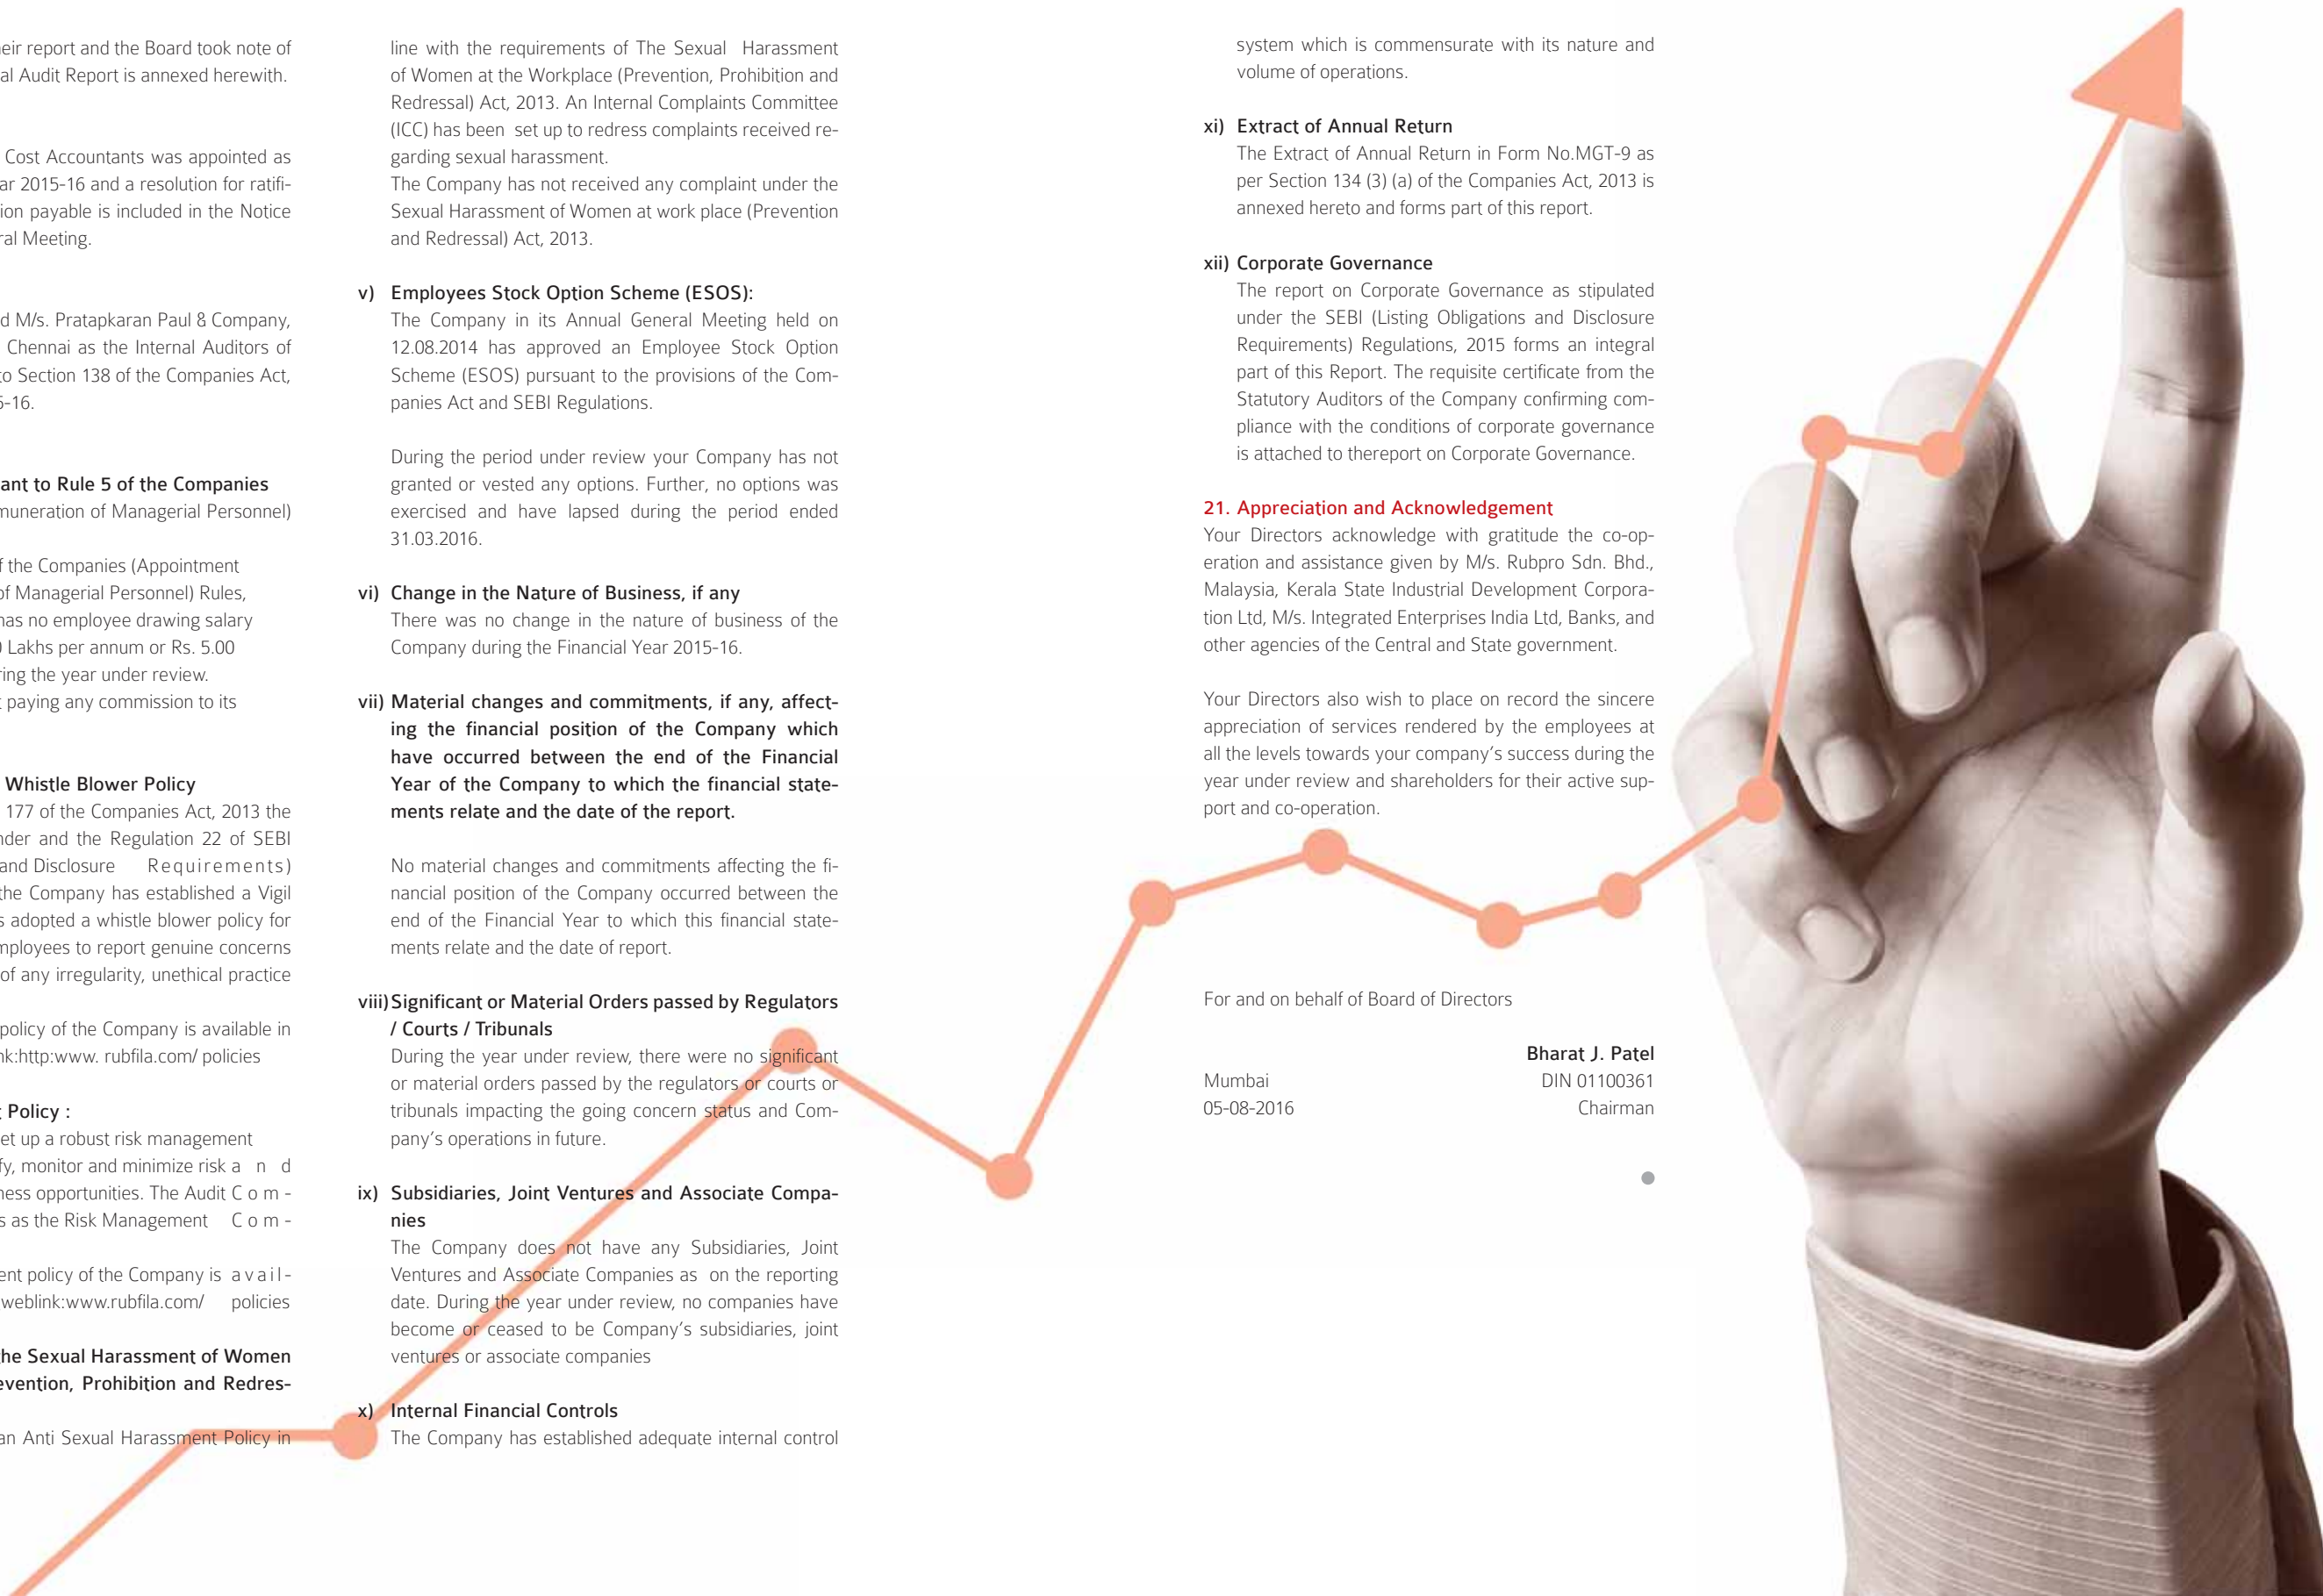 eir report and the Board took note of
al Audit Report is annexed herewith.
Cost Accountants was appointed as
ar 2015-16 and a resolution for ratifi-
ion payable is included in the Notice
ral Meeting.
d M/s. Pratapkaran Paul & Company,
Chennai as the Internal Auditors of
to Section 138 of the Companies Act,
-16.
ant to Rule 5 of the Companies
muneration of Managerial Personnel)
f the Companies (Appointment
of Managerial Personnel) Rules,
has no employee drawing salary
Lakhs per annum or Rs. 5.00
ring the year under review.
paying any commission to its
Whistle Blower Policy
177 of the Companies Act, 2013 the
nder and the Regulation 22 of SEBI
and Disclosure Requirements)
the Company has established a Vigil
s adopted a whistle blower policy for
mployees to report genuine concerns
of any irregularity, unethical practice
policy of the Company is available in
nk:http:www. rubfila.com/ policies
Policy :
et up a robust risk management
fy, monitor and minimize risk a n d
ness opportunities. The Audit C o m -
s as the Risk Management C o m -
ent policy of the Company is a v a i l -
weblink:www.rubfila.com/ policies
he Sexual Harassment of Women
evention, Prohibition and Redres-
an Anti Sexual Harassment Policy in
line with the requirements of The Sexual Harassment
of Women at the Workplace (Prevention, Prohibition and
Redressal) Act, 2013. An Internal Complaints Committee
(ICC) has been set up to redress complaints received re-
garding sexual harassment.
The Company has not received any complaint under the
Sexual Harassment of Women at work place (Prevention
and Redressal) Act, 2013.
v) Employees Stock Option Scheme (ESOS):
The Company in its Annual General Meeting held on
12.08.2014 has approved an Employee Stock Option
Scheme (ESOS) pursuant to the provisions of the Com-
panies Act and SEBI Regulations.
During the period under review your Company has not
granted or vested any options. Further, no options was
exercised and have lapsed during the period ended
31.03.2016.
vi) Change in the Nature of Business, if any
There was no change in the nature of business of the
Company during the Financial Year 2015-16.
vii) Material changes and commitments, if any, affect-
ing the financial position of the Company which
have occurred between the end of the Financial
Year of the Company to which the financial state-
ments relate and the date of the report.
No material changes and commitments affecting the fi-
nancial position of the Company occurred between the
end of the Financial Year to which this financial state-
ments relate and the date of report.
viii) Significant or Material Orders passed by Regulators
/ Courts / Tribunals
During the year under review, there were no significant
or material orders passed by the regulators or courts or
tribunals impacting the going concern status and Com-
pany's operations in future.
ix) Subsidiaries, Joint Ventures and Associate Compa-
nies
The Company does not have any Subsidiaries, Joint
Ventures and Associate Companies as on the reporting
date. During the year under review, no companies have
become or ceased to be Company's subsidiaries, joint
ventures or associate companies
x) Internal Financial Controls
The Company has established adequate internal control
system which is commensurate with its nature and
volume of operations.
xi) Extract of Annual Return
The Extract of Annual Return in Form No.MGT-9 as
per Section 134 (3) (a) of the Companies Act, 2013 is
annexed hereto and forms part of this report.
xii) Corporate Governance
The report on Corporate Governance as stipulated
under the SEBI (Listing Obligations and Disclosure
Requirements) Regulations, 2015 forms an integral
part of this Report. The requisite certificate from the
Statutory Auditors of the Company confirming com-
pliance with the conditions of corporate governance
is attached to thereport on Corporate Governance.
21. Appreciation and Acknowledgement
Your Directors acknowledge with gratitude the co-op-
eration and assistance given by M/s. Rubpro Sdn. Bhd.,
Malaysia, Kerala State Industrial Development Corpora-
tion Ltd, M/s. Integrated Enterprises India Ltd, Banks, and
other agencies of the Central and State government.
Your Directors also wish to place on record the sincere
appreciation of services rendered by the employees at
all the levels towards your company's success during the
year under review and shareholders for their active sup-
port and co-operation.
For and on behalf of Board of Directors
Bharat J. Patel
Mumbai DIN 01100361
05-08-2016 Chairman